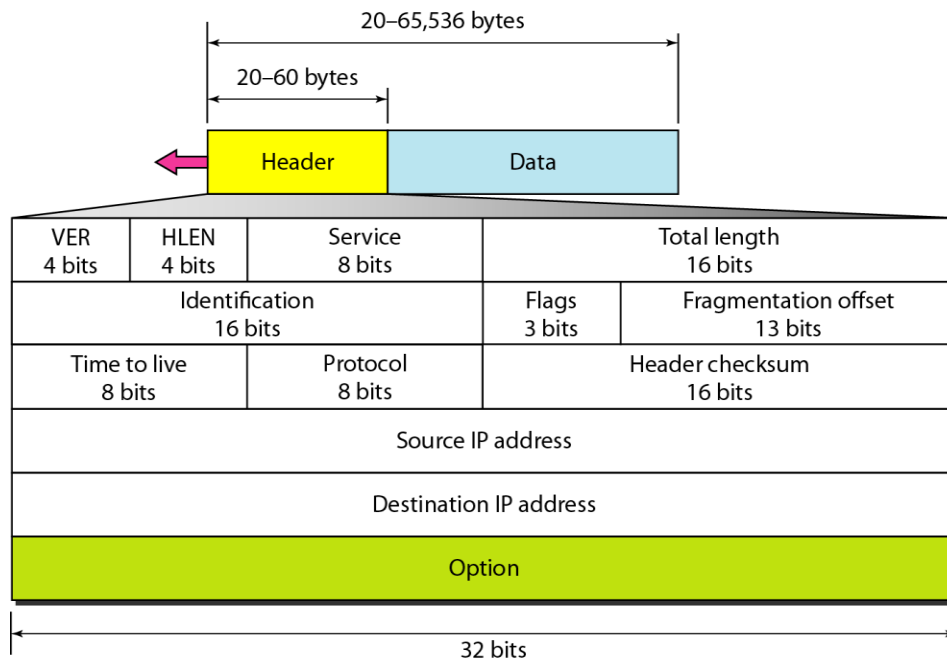 20–65,536 bytes
20–60 bytes
Header
Data
VER
4 bits
HLEN
4 bits
Service
8 bits
Total length
16 bits
Identification
16 bits
Flags
3 bits
Fragmentation offset
13 bits
Time to live
8 bits
Protocol
8 bits
Header checksum
16 bits
Source IP address
Destination IP address
Option
32 bits